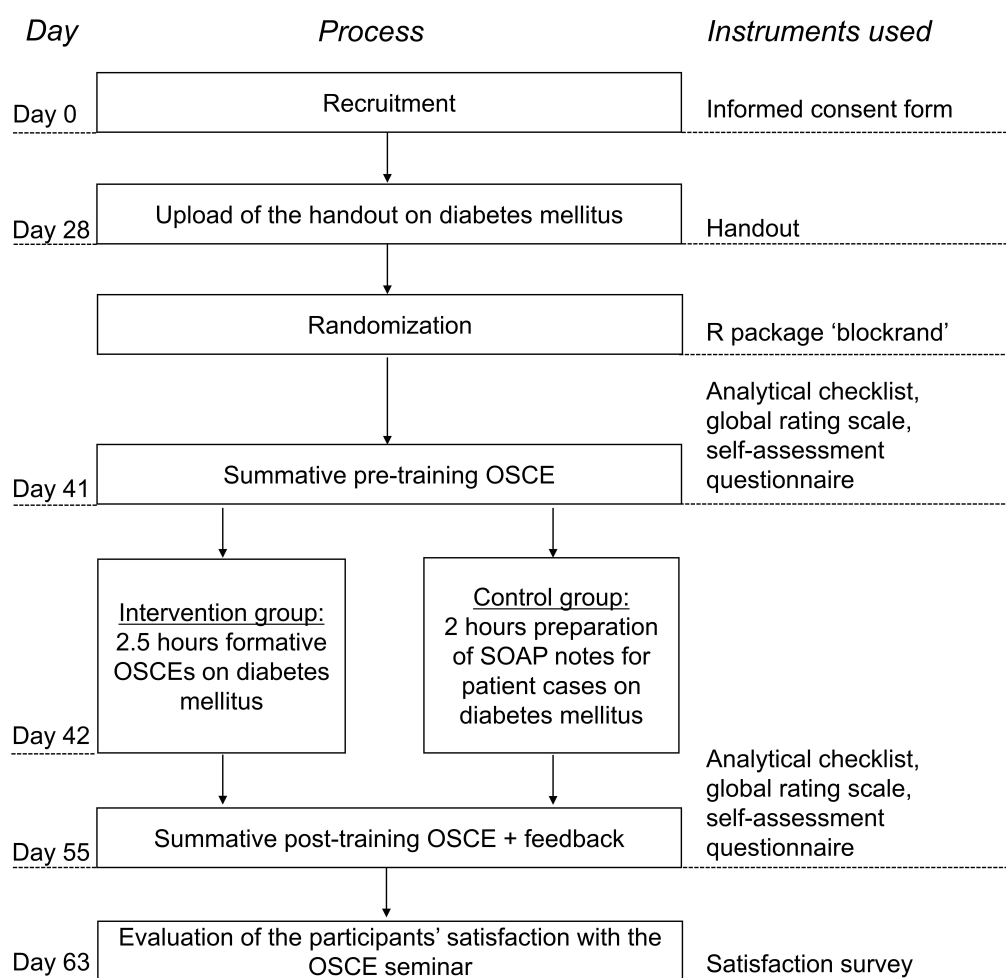 Day Process Instruments used
Recruitment
Day 0 Informed consent form
Upload of the handout on diabetes mellitus
Day 28 Handout
Randomization
R package ‘blockrand’
Analytical checklist,
global rating scale,
self-assessment
questionnaire
Summative pre-training OSCE
Day 41
Intervention group:
2.5 hours formative
OSCEs on diabetes
mellitus
Control group:
2 hours preparation
of SOAP notes for
patient cases on
diabetes mellitus
Day 42
Analytical checklist,
global rating scale,
self-assessment
questionnaire
Summative post-training OSCE + feedback
Day 55
Evaluation of the participants’ satisfaction with the
OSCE seminar
Day 63 Satisfaction survey